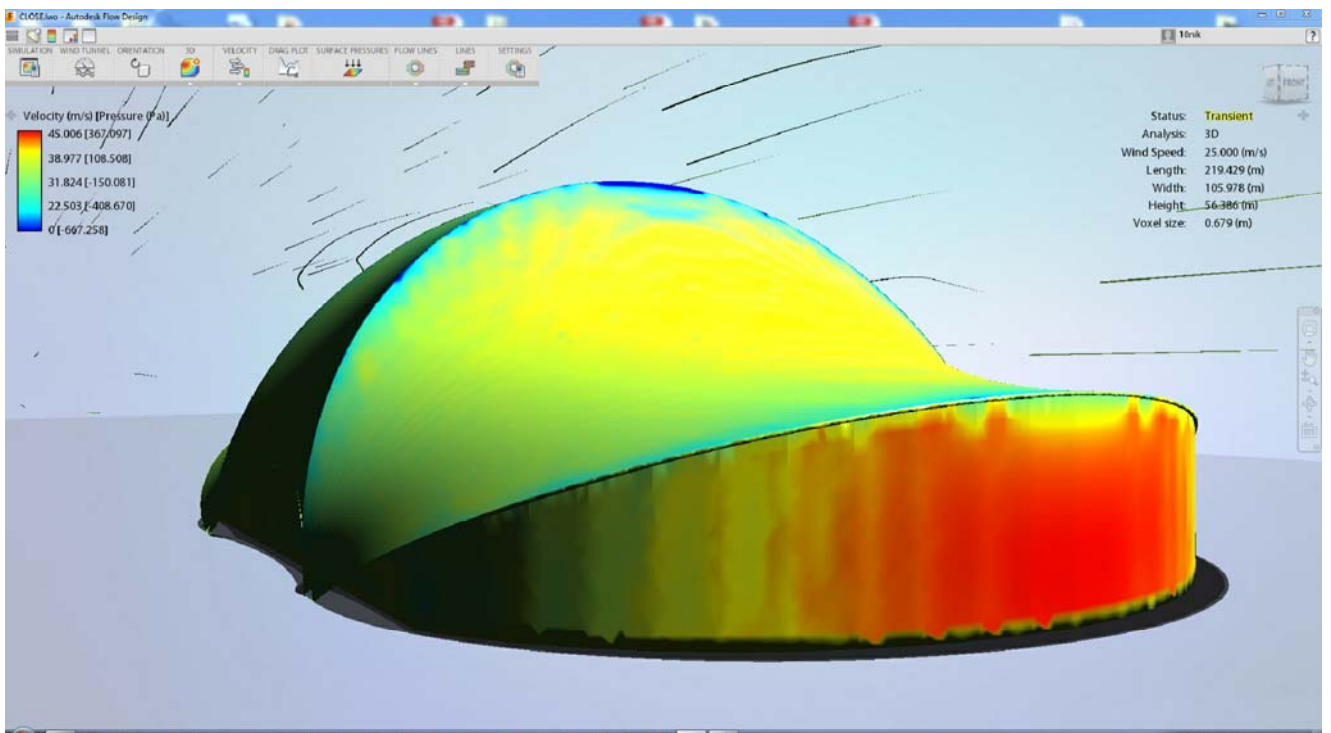 CLOSE.iwo - Autodesk Flow Design
10nik
?
SIMULATION WIND TUNNEL ORIENTATION 3D VELOCITY DRAG PLOT SURFACE PRESSURES FLOW LINES LINES SETTINGS
FRONT
Velocity (m/s) [Pressure (Pa)]
45.006 [367.097]
38.977 [108.508]
31.824 [-150.081]
22.503 [-408.670]
0 [-667.258]
Status: Transient
Analysis: 3D
Wind Speed: 25.000 (m/s)
Length: 219.429 (m)
Width: 105.978 (m)
Height: 56.386 (m)
Voxel size: 0.679 (m)